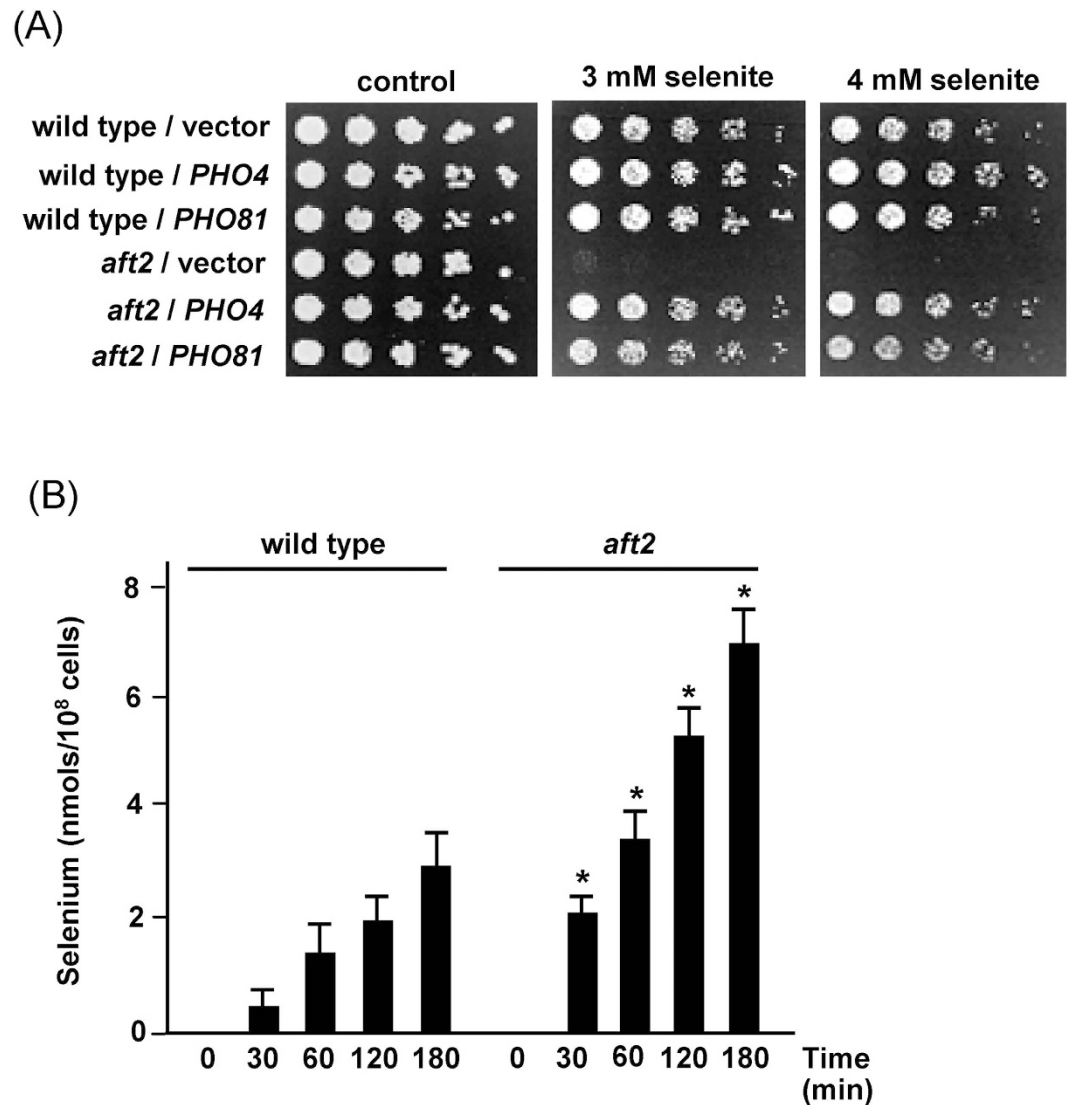 (A)
control 3 mM selenite 4 mM selenite
wild type / vector
wild type / PHO4
wild type / PHO81
aft2 / vector
aft2 / PHO4
aft2 / PHO81
(B)
wild type aft2
8
6
4
2
0
Selenium (nmols/10⁸ cells)
* * * *
0 30 60 120 180 0 30 60 120 180 Time
(min)